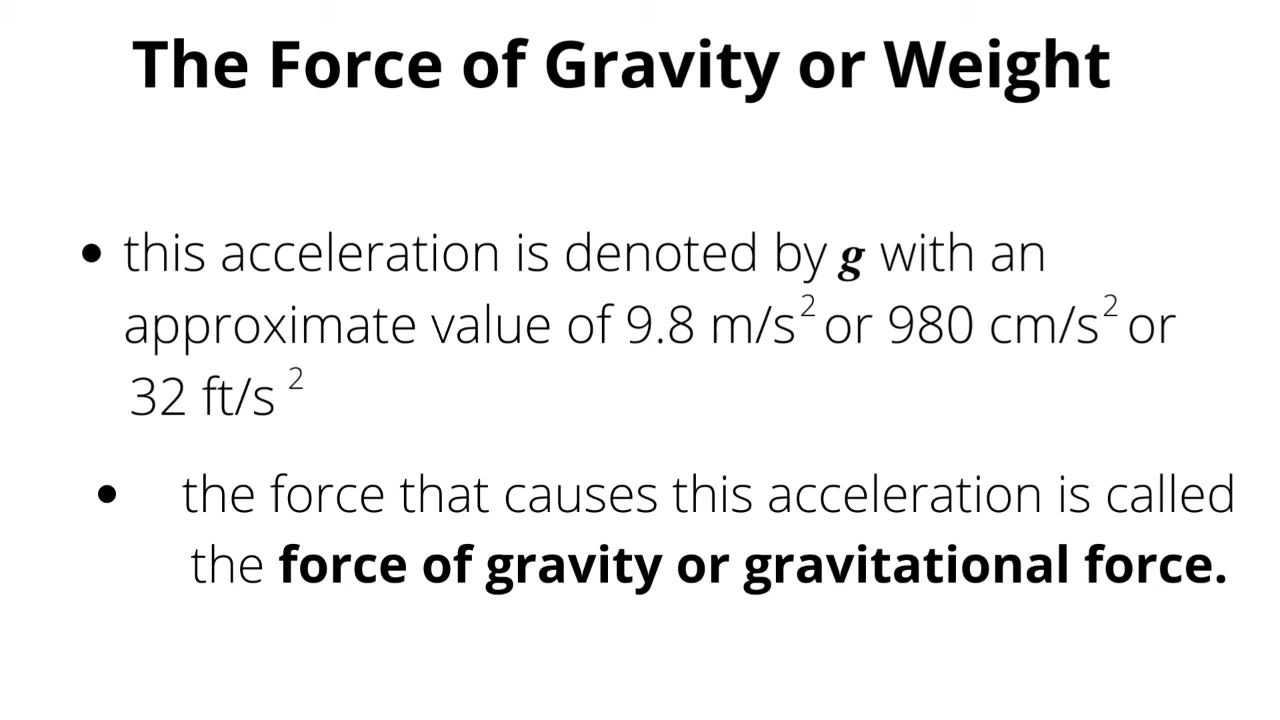 The Force of Gravity or Weight
• this acceleration is denoted by g with an
approximate value of 9.8 m/s² or 980 cm/s² or
32 ft/s ²
• the force that causes this acceleration is called
the force of gravity or gravitational force.